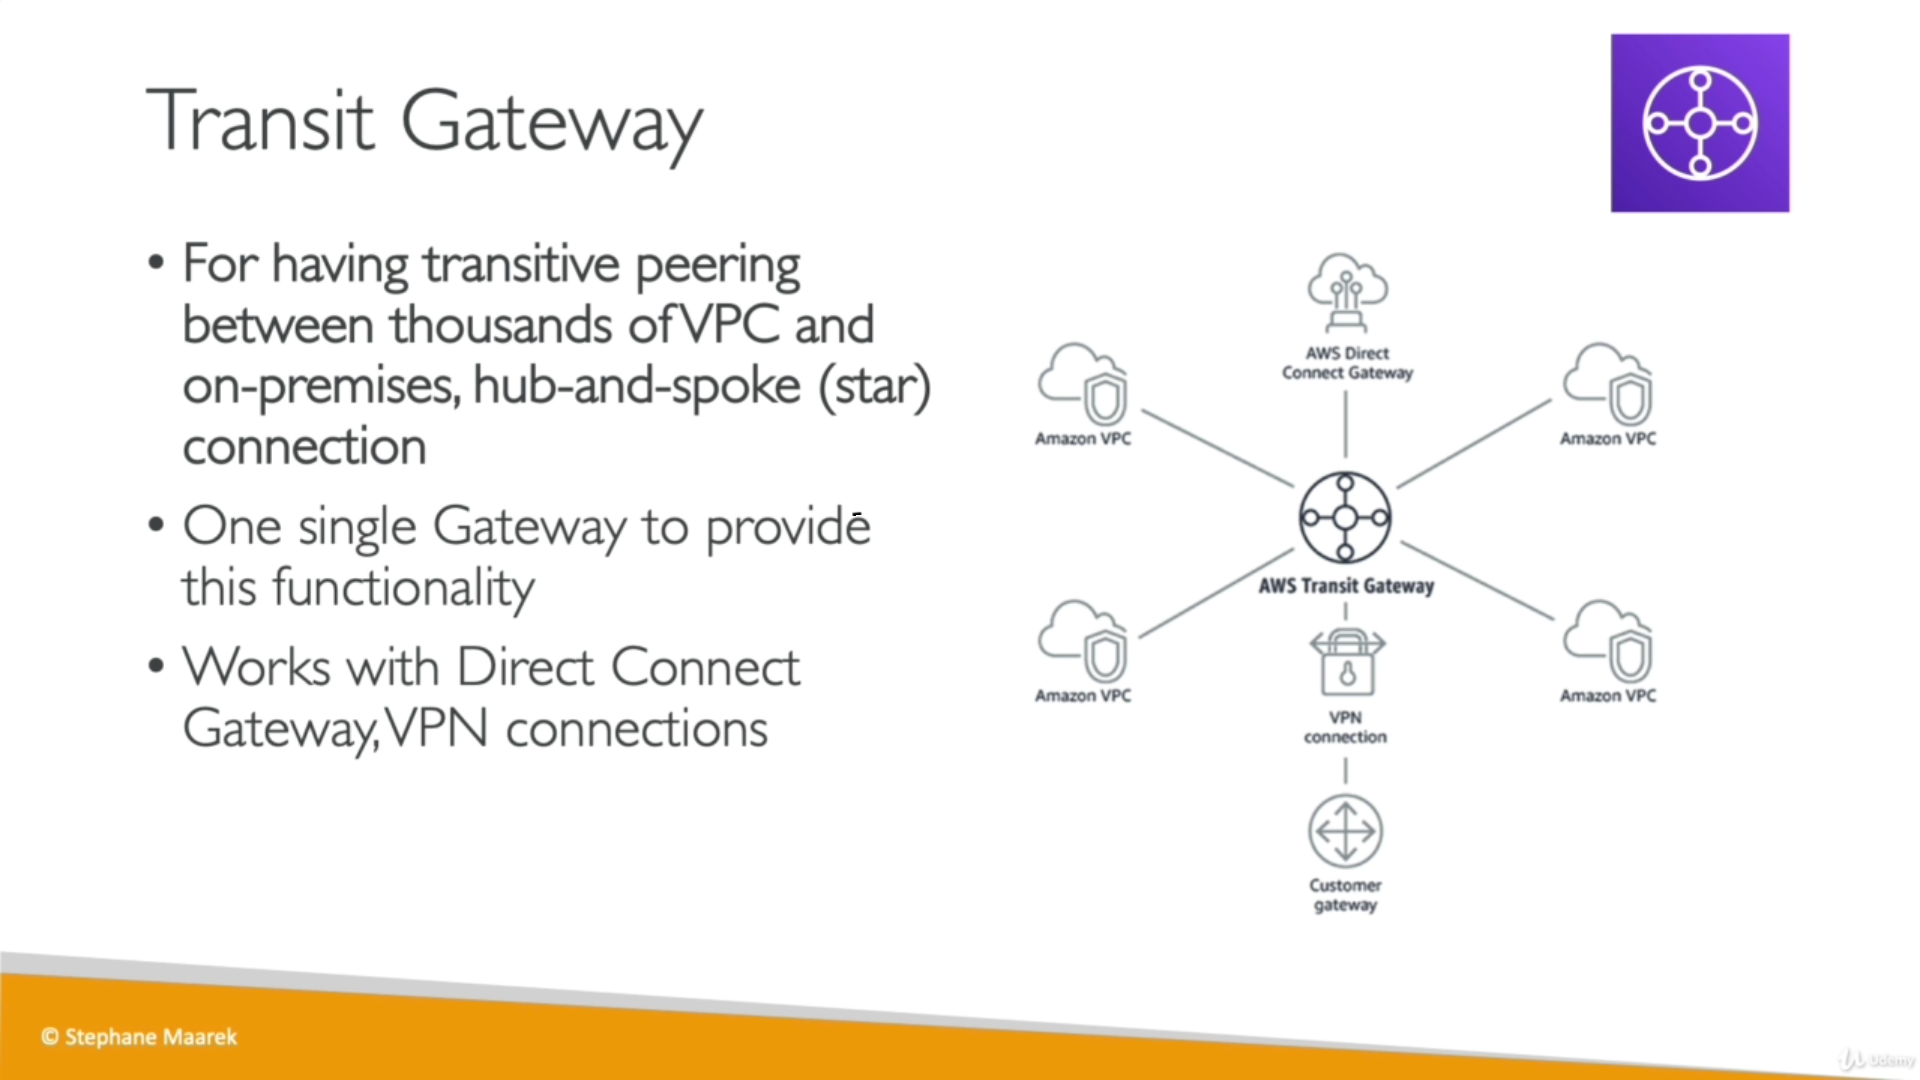 Transit Gateway
• For having transitive peering
between thousands of VPC and
on-premises, hub-and-spoke (star)
connection
• One single Gateway to provide
this functionality
• Works with Direct Connect
Gateway, VPN connections
AWS Direct
Connect Gateway
Amazon VPC
Amazon VPC
AWS Transit Gateway
Amazon VPC
Amazon VPC
VPN
connection
Customer
gateway
© Stephane Maarek
Udemy